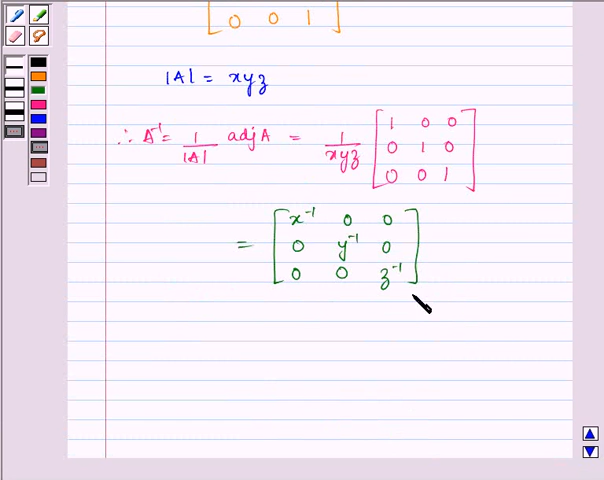 0 0 1
|A| = xyz
∴ A⁻¹ = 1/|A| adj A = 1/xyz [1 0 0
0 1 0
0 0 1]
= [x⁻¹ 0 0
0 y⁻¹ 0
0 0 z⁻¹]